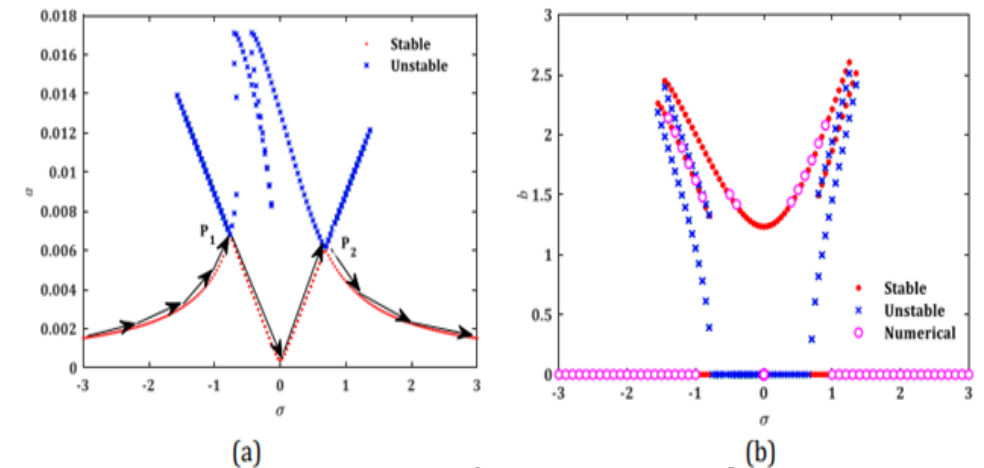 0.018
0.016
0.014
0.012
0.01
0.008
0.006
0.004
0.002
0
a
-3 -2 -1 0 1 2 3
σ
Stable
Unstable
P1
P2
(a)
3
2.5
2
1.5
1
0.5
0
b
-3 -2 -1 0 1 2 3
σ
Stable
Unstable
Numerical
(b)